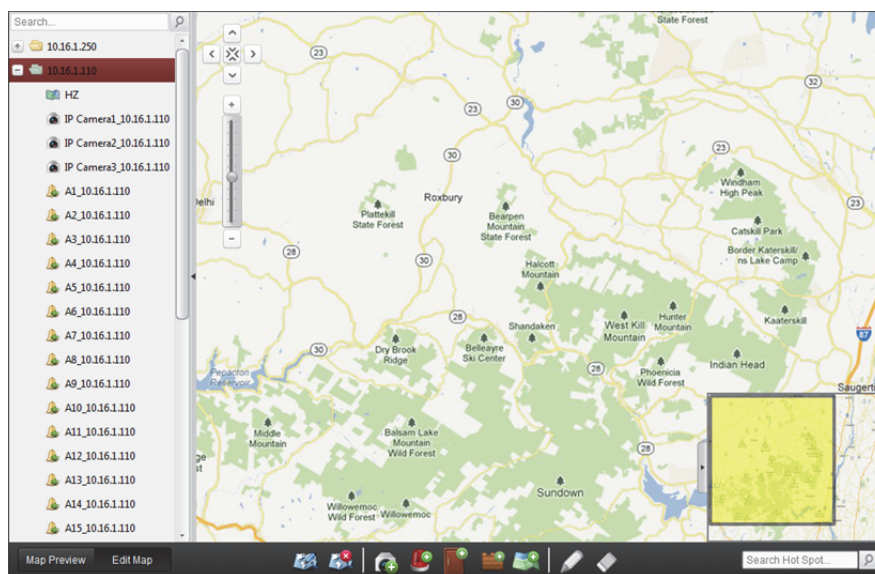 Search...
10.16.1.250
10.16.1.110
HZ
IP Camera1_10.16.1.110
IP Camera2_10.16.1.110
IP Camera3_10.16.1.110
A1_10.16.1.110
A2_10.16.1.110
A3_10.16.1.110
A4_10.16.1.110
A5_10.16.1.110
A6_10.16.1.110
A7_10.16.1.110
A8_10.16.1.110
A9_10.16.1.110
A10_10.16.1.110
A11_10.16.1.110
A12_10.16.1.110
A13_10.16.1.110
A14_10.16.1.110
A15_10.16.1.110
State Forest
23
30
32
23
30
23
Windham
High Peak
elhi
Roxbury
23
Plattekill
State Forest
Bearpen
Mountain
State Forest
Catskill Park
28
Border Katerskill/
ns Lake Camp
30
Halcott
Mountain
28
West Kill
Mountain
Hunter
Mountain
Kaaterskill
Shandaken
87
30
Dry Brook
Ridge
Belleayre
Ski Center
28
Phoenicia
Wild Forest
Indian Head
Pepacton
Reservoir
Saugerti
Middle
Mountain
Balsam Lake
Mountain
Wild Forest
28
ge
st
Sundown
Willowemoc
Wild Forest
Willowemoc
Map Preview
Edit Map
Search Hot Spot...